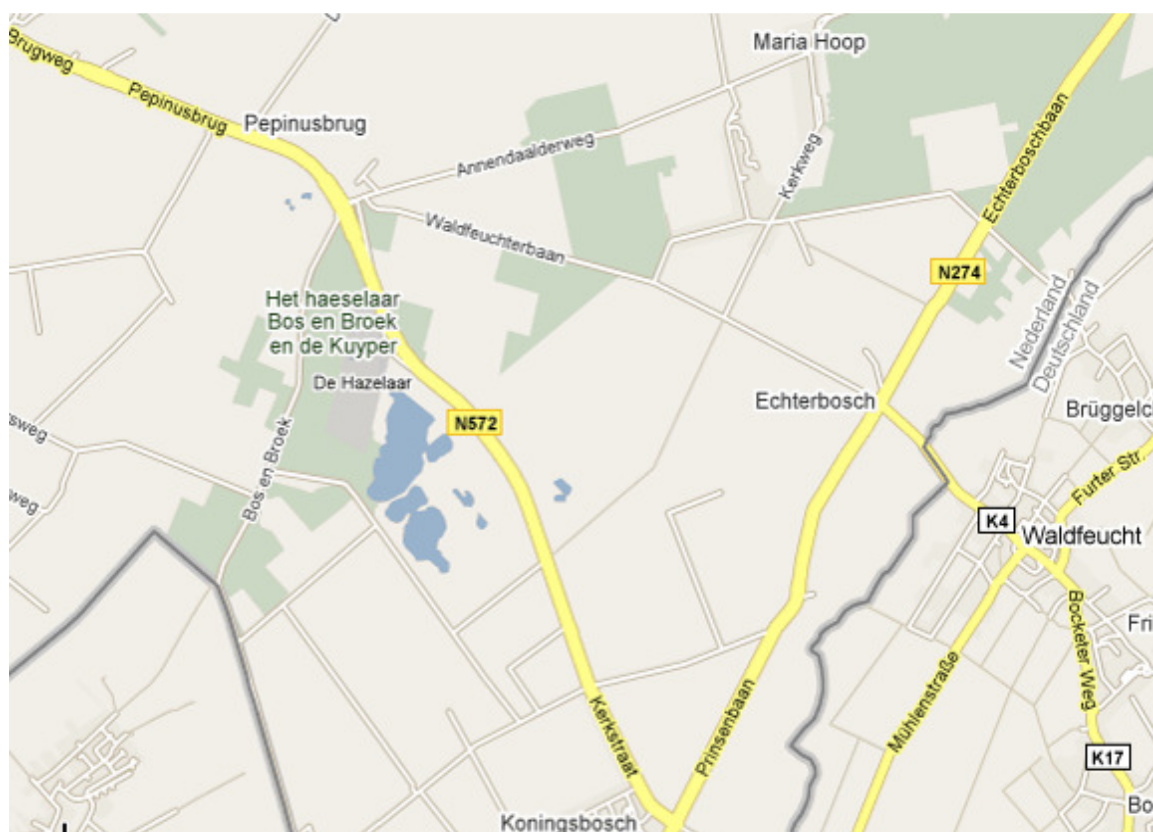 Brugweg
Maria Hoop
Pepinusbrug
Pepinusbrug
Annendaalderweg
Kerkweg
Echterboschbaan
Waldfeuchterbaan
N274
Nederland
Deutschland
Het haeselaar
Bos en Broek
en de Kuyper
De Hazelaar
Echterbosch
Brüggelc
N572
Bos en Broek
Furter Str.
K4
Waldfeucht
Bocketer Weg
Fri
Mühlenstraße
Kerkstraat
Prinsenbaan
K17
Koningsbosch
Bo